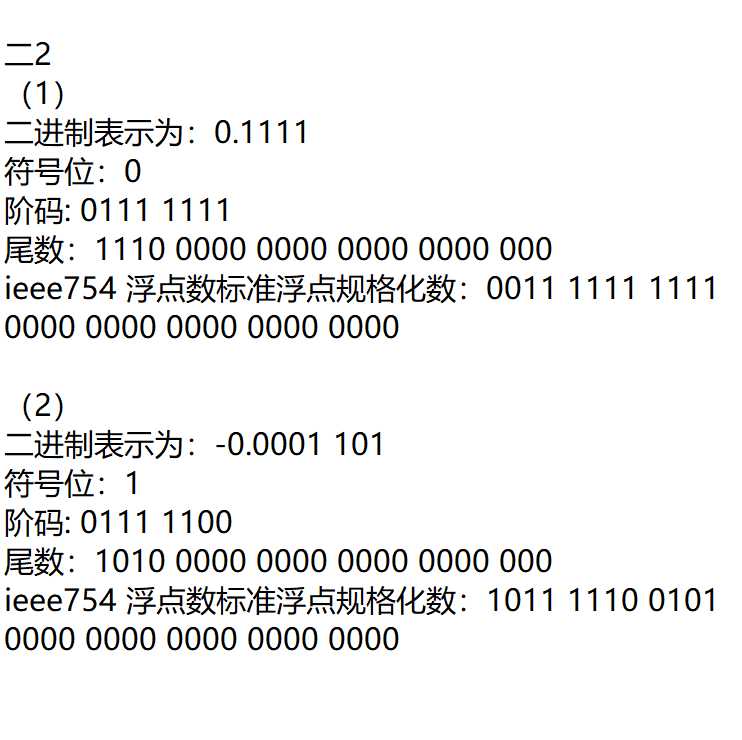 二2
（1）
二进制表示为：0.1111
符号位：0
阶码: 0111 1111
尾数：1110 0000 0000 0000 0000 000
ieee754 浮点数标准浮点规格化数：0011 1111 1111
0000 0000 0000 0000 0000
（2）
二进制表示为：-0.0001 101
符号位：1
阶码: 0111 1100
尾数：1010 0000 0000 0000 0000 000
ieee754 浮点数标准浮点规格化数：1011 1110 0101
0000 0000 0000 0000 0000